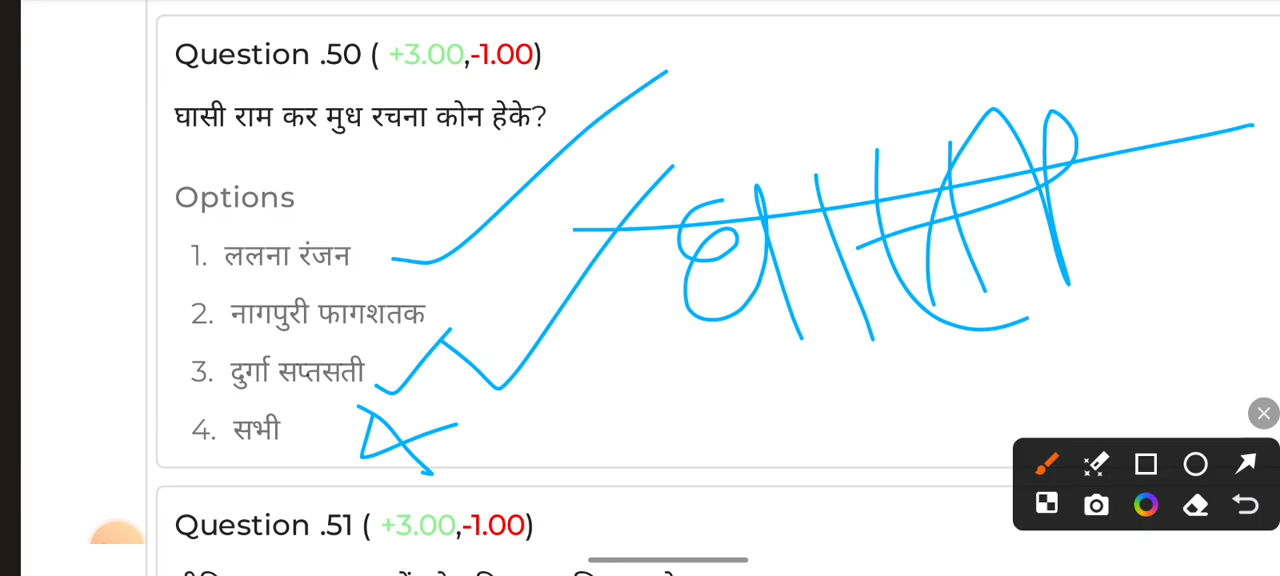 Question .50 ( +3.00,-1.00)
घासी राम कर मुध रचना कोन हेके?
Options
1. ललना रंजन
2. नागपुरी फागशतक
3. दुर्गा सप्तसती
4. सभी
Question .51 ( +3.00,-1.00)